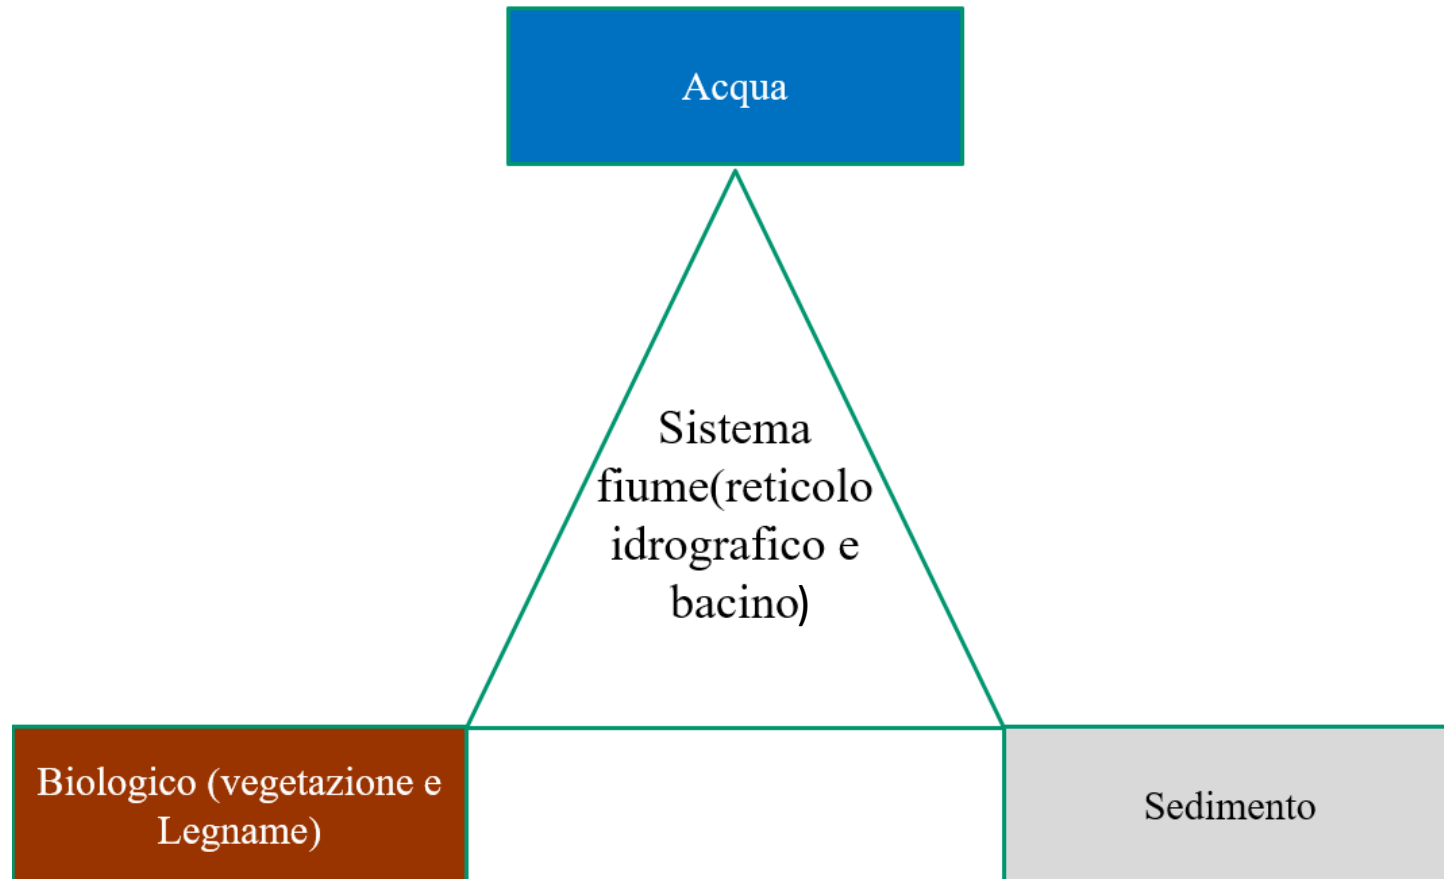 Acqua
Sistema
fiume(reticolo
idrografico e
bacino)
Biologico (vegetazione e
Legname)
Sedimento